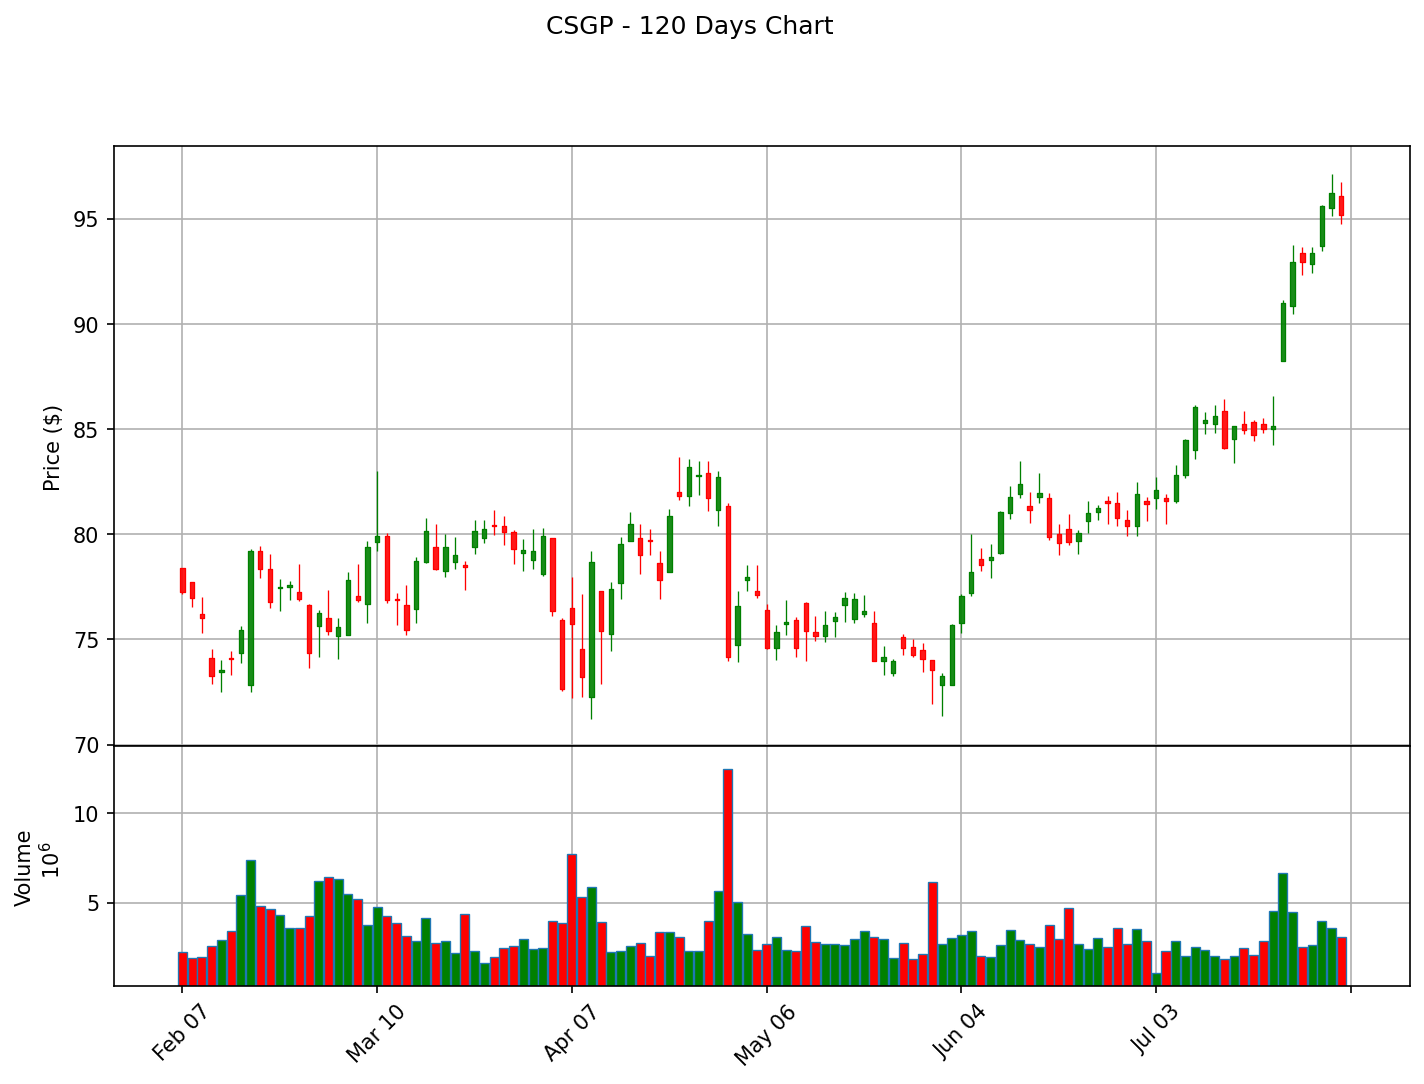 CSGP - 120 Days Chart
Price ($)
95
90
85
80
75
70
Volume
10⁶
10
5
Feb 07
Mar 10
Apr 07
May 06
Jun 04
Jul 03